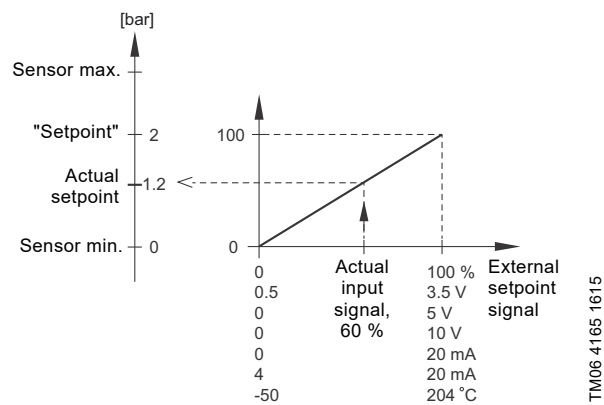 [bar]
Sensor max.
"Setpoint" 2 100
Actual
setpoint 1.2
Sensor min. 0 0
0 Actual 100 % External
0.5 input 3.5 V setpoint
0 signal, 5 V signal
0 60 % 10 V
0 20 mA
4 20 mA
-50 204 °C
TM06 4165 1615